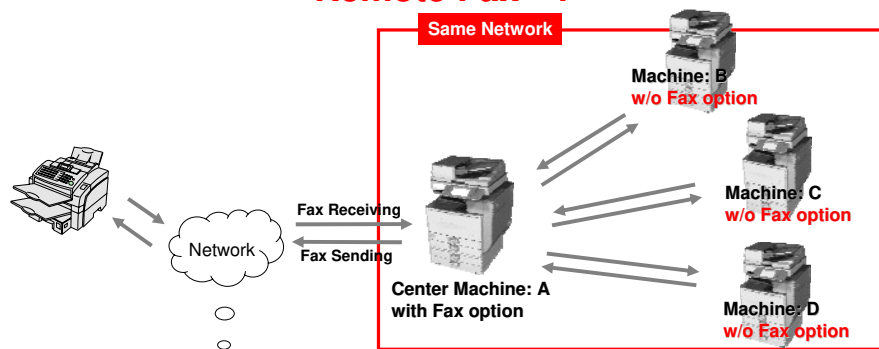 Same Network
Machine: B
w/o Fax option
Machine: C
w/o Fax option
Fax Receiving
Network
Fax Sending
Center Machine: A
with Fax option
Machine: D
w/o Fax option